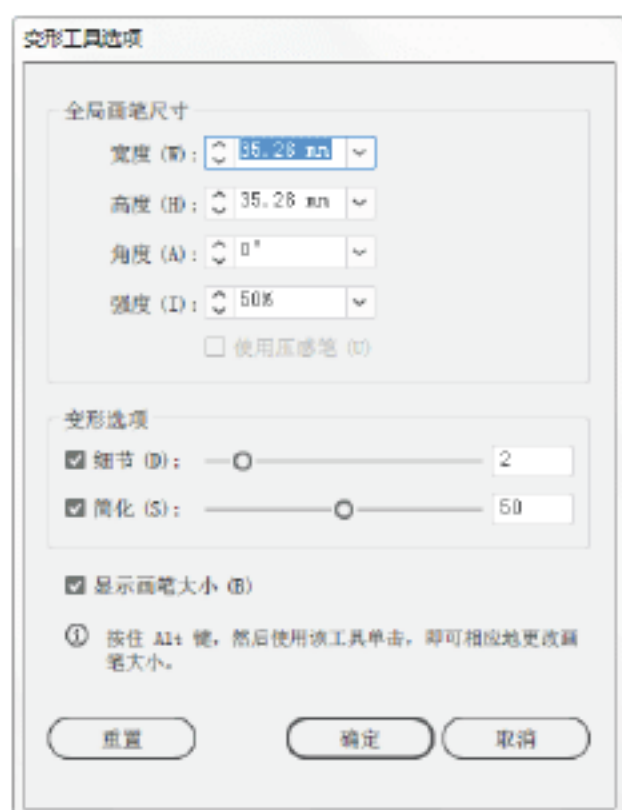 变形工具选项
全局画笔尺寸
宽度 (W): 35.28 mm
高度 (H): 35.28 mm
角度 (A): 0°
强度 (I): 50%
使用压感笔 (U)
变形选项
细节 (D): 2
简化 (S): 50
显示画笔大小 (B)
按住 Alt 键，然后使用该工具单击，即可相应地更改画
笔大小。
重置 确定 取消